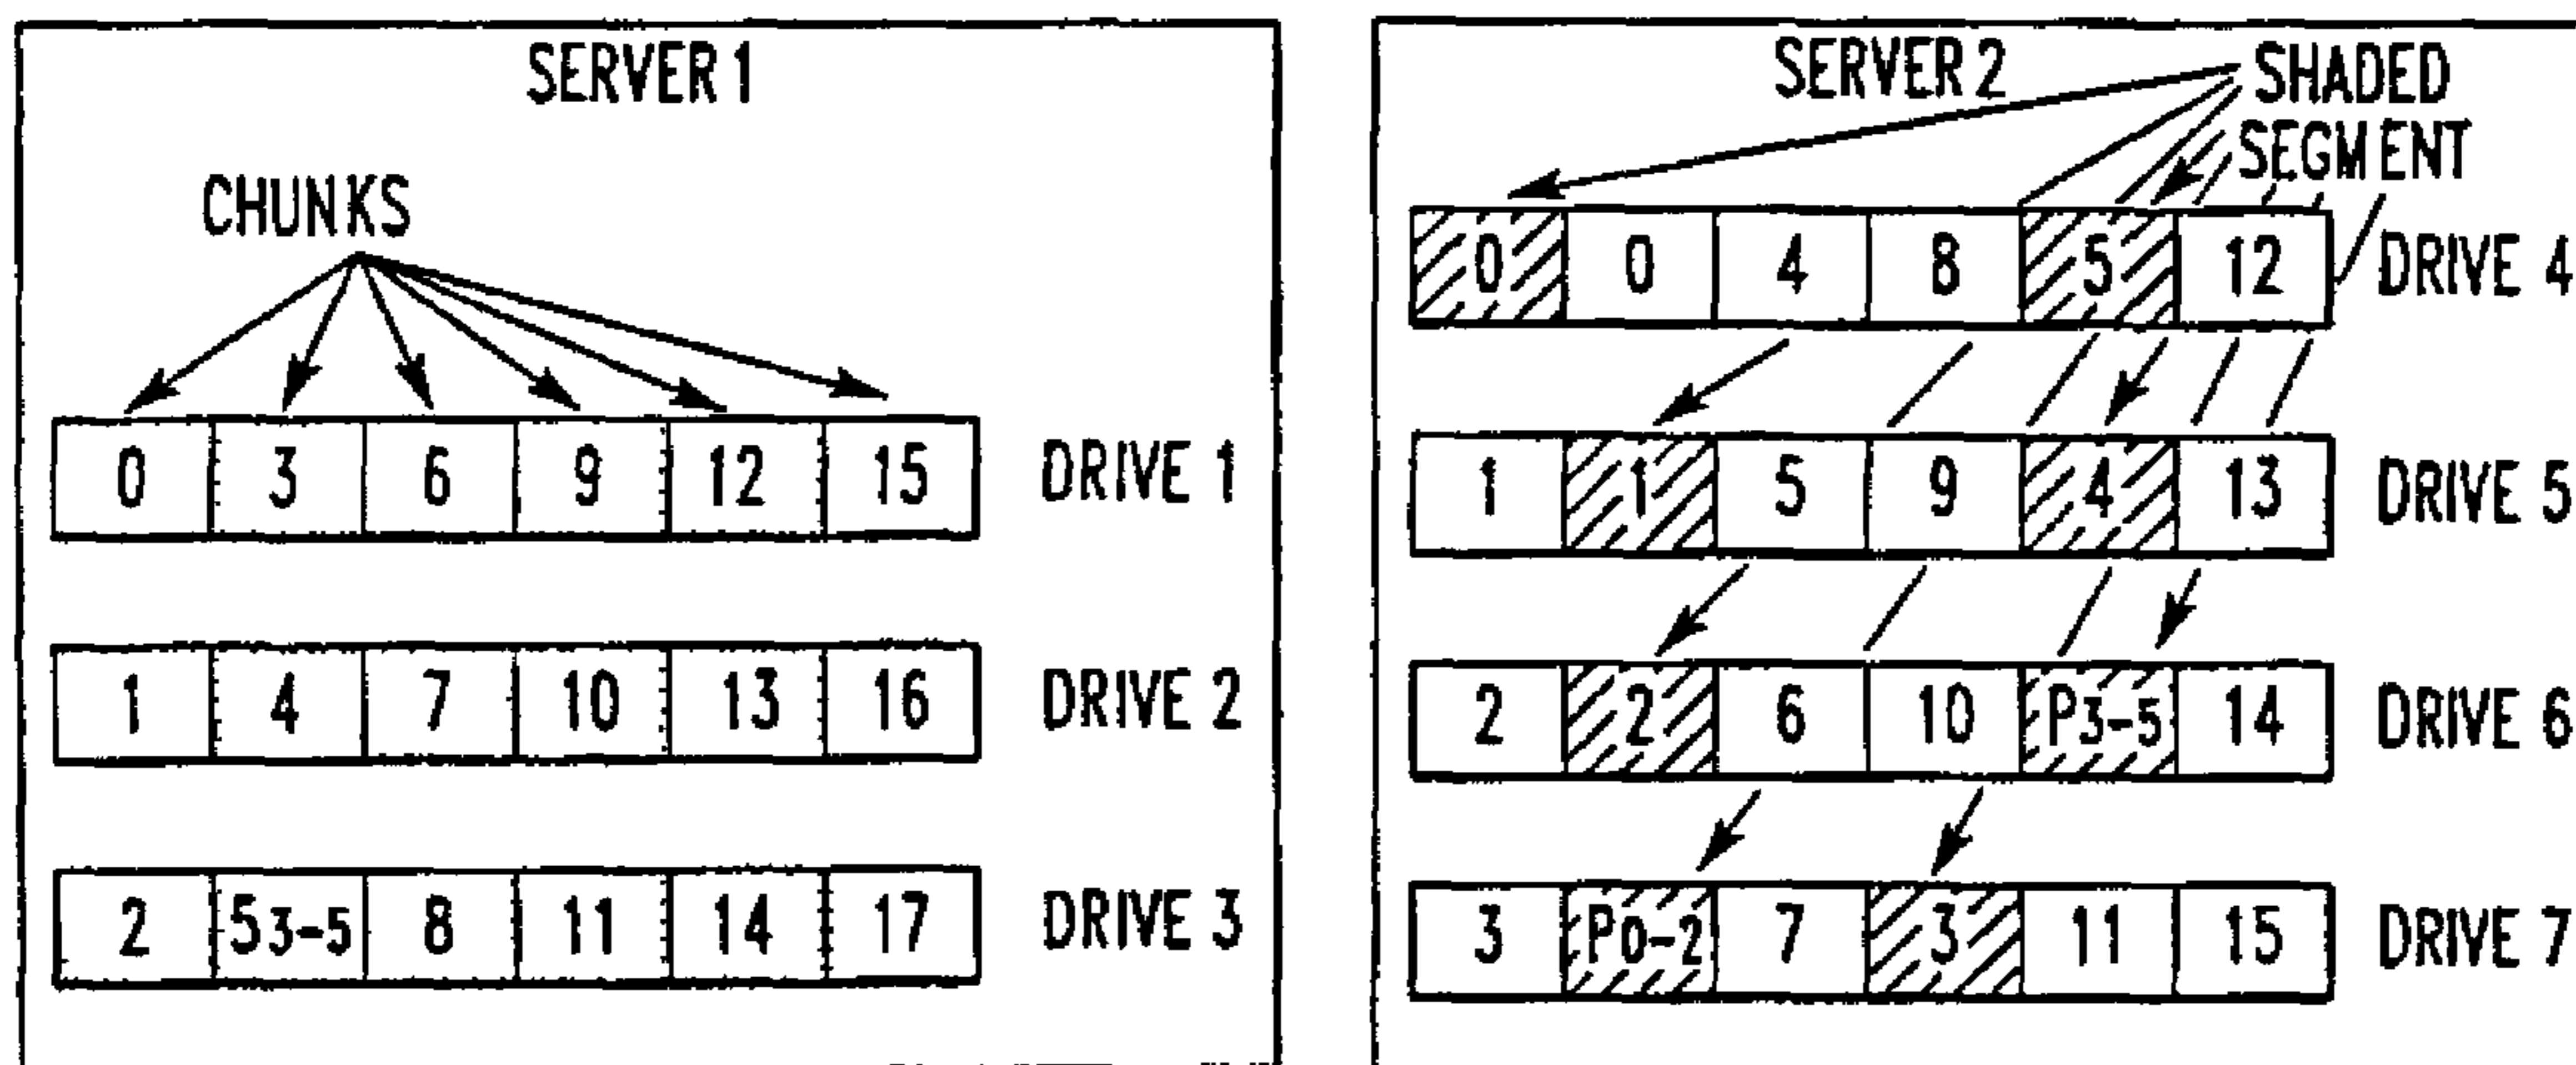 SERVER 1
CHUNKS
0 3 6 9 12 15 DRIVE 1
1 4 7 10 13 16 DRIVE 2
2 53-5 8 11 14 17 DRIVE 3
SERVER 2
SHADED
SEGMENT
0 0 4 8 5 12 DRIVE 4
1 1 5 9 4 13 DRIVE 5
2 2 6 10 P3-5 14 DRIVE 6
3 P0-2 7 3 11 15 DRIVE 7